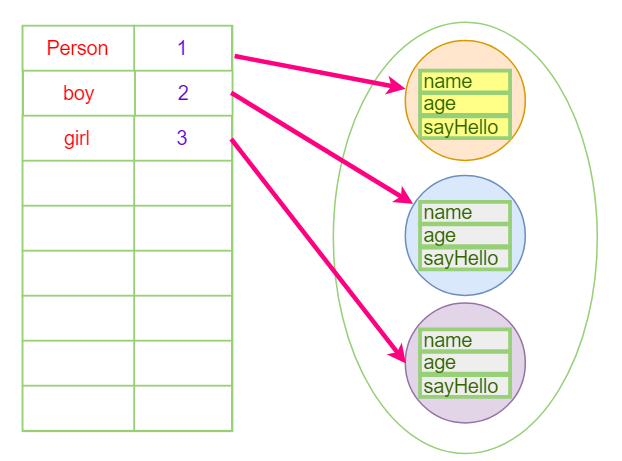 Person 1
boy 2
girl 3
name
age
sayHello
name
age
sayHello
name
age
sayHello